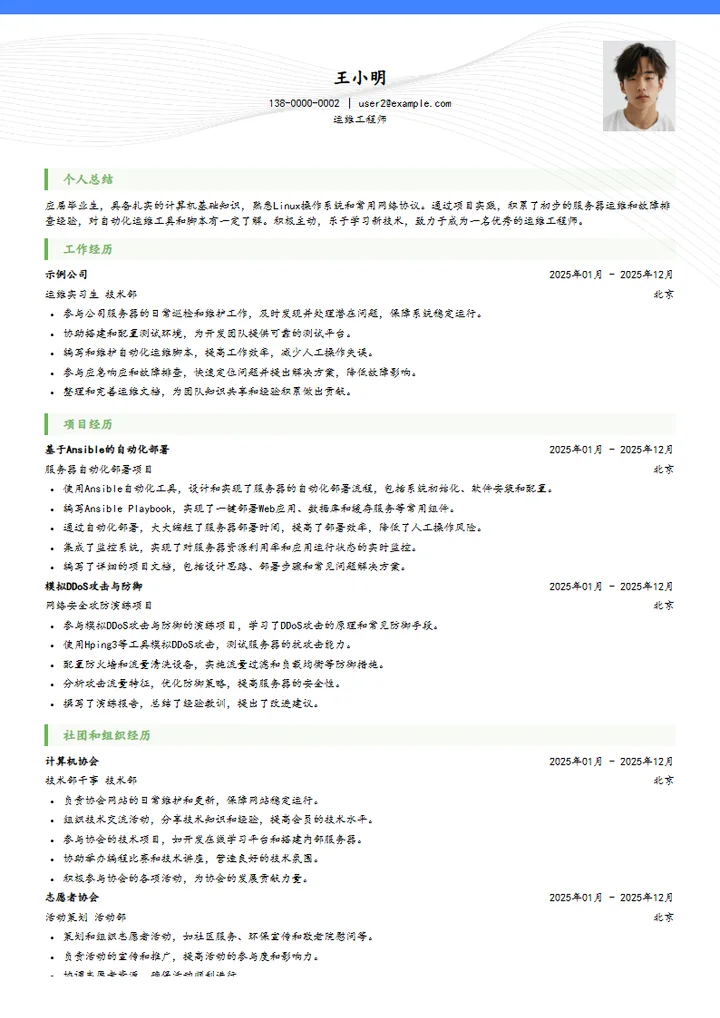 王小明
138-0000-0002 | user2@example.com
运维工程师
个人总结
应届毕业生，具备扎实的计算机基础知识，熟悉Linux操作系统和常用网络协议。通过项目实践，积累了初步的服务器运维和故障排
查经验，对自动化运维工具和脚本有一定了解。积极主动，乐于学习新技术，致力于成为一名优秀的运维工程师。
工作经历
示例公司 2025年01月 - 2025年12月
运维实习生 技术部 北京
• 参与公司服务器的日常巡检和维护工作，及时发现并处理潜在问题，保障系统稳定运行。
• 协助搭建和配置测试环境，为开发团队提供可靠的测试平台。
• 编写和维护自动化运维脚本，提高工作效率，减少人工操作失误。
• 参与应急响应和故障排查，快速定位问题并提出解决方案，降低故障影响。
• 整理和完善运维文档，为团队知识共享和经验积累做出贡献。
项目经历
基于Ansible的自动化部署 2025年01月 - 2025年12月
服务器自动化部署项目 北京
• 使用Ansible自动化工具，设计和实现了服务器的自动化部署流程，包括系统初始化、软件安装和配置。
• 编写Ansible Playbook，实现了一键部署Web应用、数据库和缓存服务等常用组件。
• 通过自动化部署，大大缩短了服务器部署时间，提高了部署效率，降低了人工操作风险。
• 集成了监控系统，实现了对服务器资源利用率和应用运行状态的实时监控。
• 编写了详细的项目文档，包括设计思路、部署步骤和常见问题解决方案。
模拟DDoS攻击与防御 2025年01月 - 2025年12月
网络安全攻防演练项目 北京
• 参与模拟DDoS攻击与防御的演练项目，学习了DDoS攻击的原理和常见防御手段。
• 使用Hping3等工具模拟DDoS攻击，测试服务器的抗攻击能力。
• 配置防火墙和流量清洗设备，实施流量过滤和负载均衡等防御措施。
• 分析攻击流量特征，优化防御策略，提高服务器的安全性。
• 撰写了演练报告，总结了经验教训，提出了改进建议。
社团和组织经历
计算机协会 2025年01月 - 2025年12月
技术部干事 技术部 北京
• 负责协会网站的日常维护和更新，保障网站稳定运行。
• 组织技术交流活动，分享技术知识和经验，提高会员的技术水平。
• 参与协会的技术项目，如开发在线学习平台和搭建内部服务器。
• 协助举办编程比赛和技术讲座，营造良好的技术氛围。
• 积极参与协会的各项活动，为协会的发展贡献力量。
志愿者协会 2025年01月 - 2025年12月
活动策划 活动部 北京
• 策划和组织志愿者活动，如社区服务、环保宣传和敬老院慰问等。
• 负责活动的宣传和推广，提高活动的参与度和影响力。
• 协调志愿者资源，确保活动顺利进行